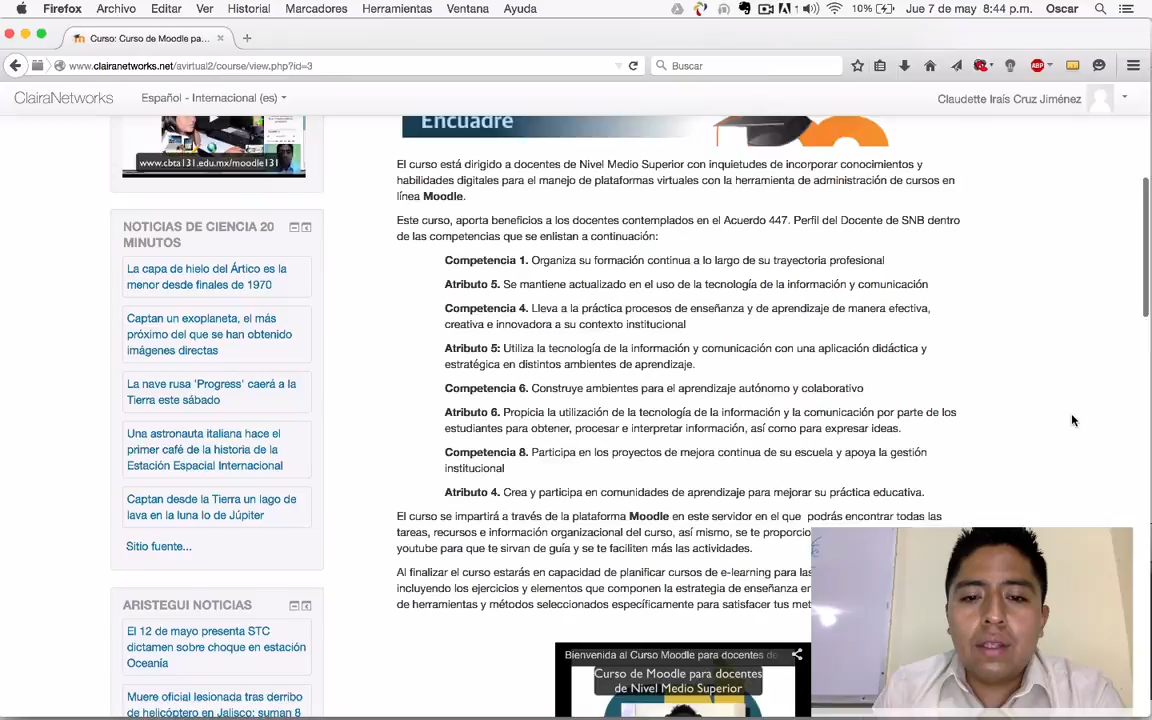 Firefox Archivo Editar Ver Historial Marcadores Herramientas Ventana Ayuda
1 10% Jue 7 de may 8:44 p.m. Oscar
Curso: Curso de Moodle pa...
www.clairanetworks.net/avirtual2/course/view.php?id=3
Buscar
ABP
ClairaNetworks
Español - Internacional (es)
Claudette Irais Cruz Jiménez
www.cbta131.edu.mx/moodle131
Encuadre
El curso está dirigido a docentes de Nivel Medio Superior con inquietudes de incorporar conocimientos y
habilidades digitales para el manejo de plataformas virtuales con la herramienta de administración de cursos en
línea Moodle.
Este curso, aporta beneficios a los docentes contemplados en el Acuerdo 447. Perfil del Docente de SNB dentro
de las competencias que se enlistan a continuación:
Competencia 1. Organiza su formación continua a lo largo de su trayectoria profesional
Atributo 5. Se mantiene actualizado en el uso de la tecnología de la información y comunicación
Competencia 4. Lleva a la práctica procesos de enseñanza y de aprendizaje de manera efectiva,
creativa e innovadora a su contexto institucional
Atributo 5: Utiliza la tecnología de la información y comunicación con una aplicación didáctica y
estratégica en distintos ambientes de aprendizaje.
Competencia 6. Construye ambientes para el aprendizaje autónomo y colaborativo
Atributo 6. Propicia la utilización de la tecnología de la información y la comunicación por parte de los
estudiantes para obtener, procesar e interpretar información, así como para expresar ideas.
Competencia 8. Participa en los proyectos de mejora continua de su escuela y apoya la gestión
institucional
Atributo 4. Crea y participa en comunidades de aprendizaje para mejorar su práctica educativa.
El curso se impartirá a través de la plataforma Moodle en este servidor en el que podrás encontrar todas las
tareas, recursos e información organizacional del curso, así mismo, se te proporcio
youtube para que te sirvan de guía y se te faciliten más las actividades.
Al finalizar el curso estarás en capacidad de planificar cursos de e-learning para las
incluyendo los ejercicios y elementos que componen la estrategia de enseñanza en
de herramientas y métodos seleccionados específicamente para satisfacer tus met
Bienvenida al Curso Moodle para docentes de
Curso de Moodle para docentes
de Nivel Medio Superior
NOTICIAS DE CIENCIA 20
MINUTOS
La capa de hielo del Ártico es la
menor desde finales de 1970
Captan un exoplaneta, el más
próximo del que se han obtenido
imágenes directas
La nave rusa 'Progress' caerá a la
Tierra este sábado
Una astronauta italiana hace el
primer café de la historia de la
Estación Espacial Internacional
Captan desde la Tierra un lago de
lava en la luna Io de Júpiter
Sitio fuente...
ARISTEGUI NOTICIAS
El 12 de mayo presenta STC
dictamen sobre choque en estación
Oceanía
Muere oficial lesionada tras derribo
de helicóptero en Jalisco: suman 8